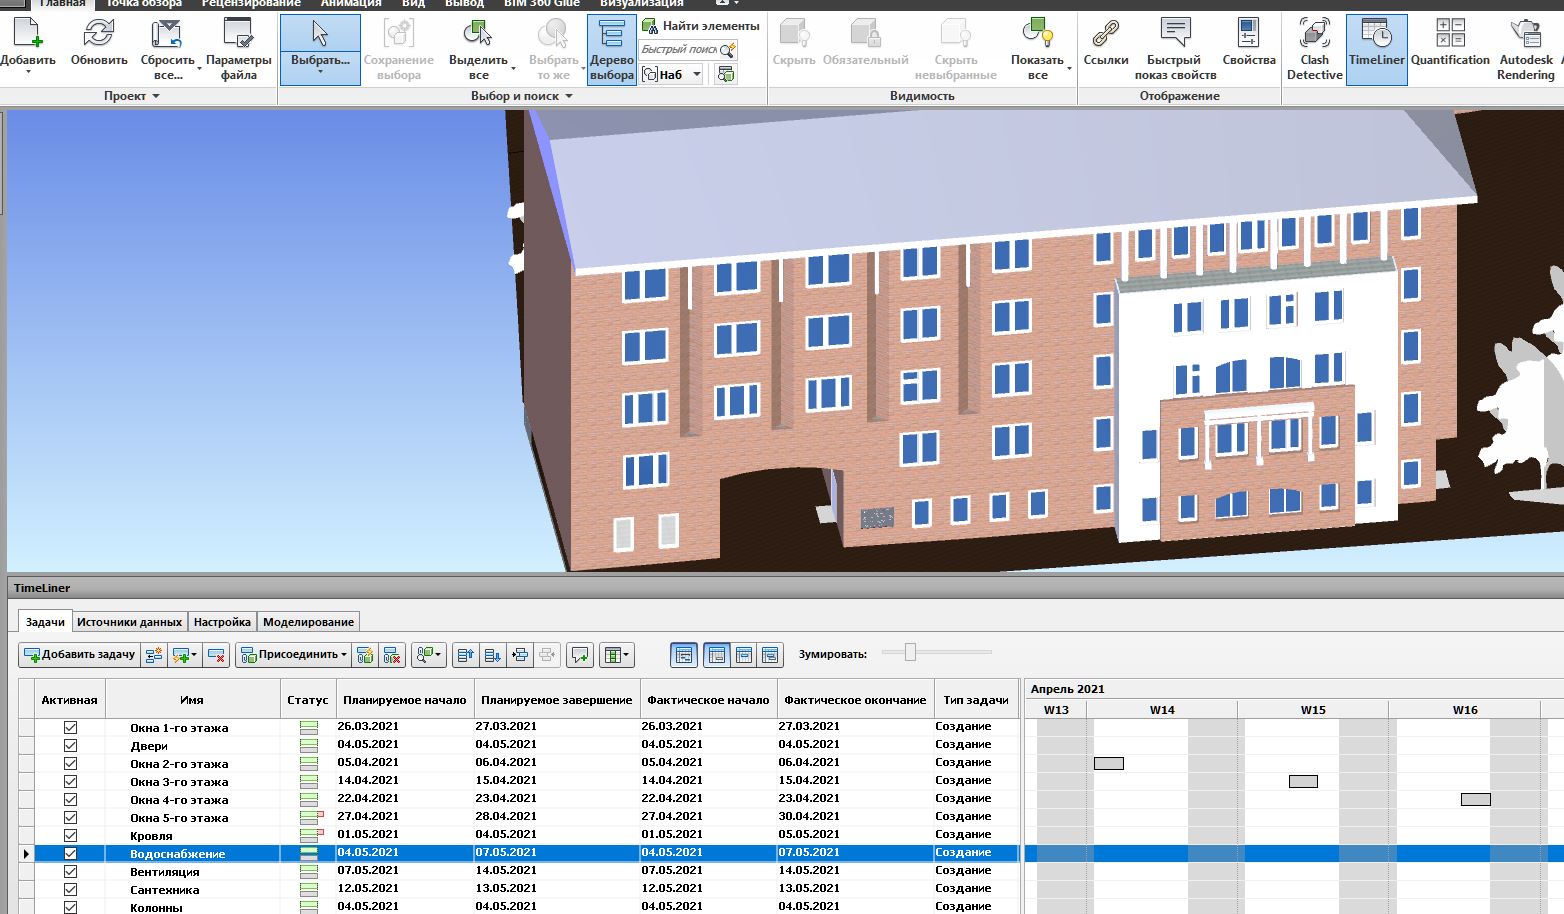 Главная Точка обзора Рецензирование Анимация Вид Вывод BIM 360 Glue Визуализация
Добавить
Обновить
Сбросить все...
Параметры файла
Проект
Выбрать...
Сохранение выбора
Выделить все
Выбрать то же
Дерево выбора
Найти элементы
Быстрый поиск
Наб
Выбор и поиск
Скрыть
Обязательный
Скрыть невыбранные
Показать все
Видимость
Ссылки
Быстрый показ свойств
Свойства
Отображение
Clash Detective
TimeLiner
Quantification
Autodesk Rendering
TimeLiner
Задачи Источники данных Настройка Моделирование
Добавить задачу Присоединить Зумировать:
Активная Имя Статус Планируемое начало Планируемое завершение Фактическое начало Фактическое окончание Тип задачи
Апрель 2021
W13 W14 W15 W16
Окна 1-го этажа 26.03.2021 27.03.2021 26.03.2021 27.03.2021 Создание
Двери 04.05.2021 04.05.2021 04.05.2021 04.05.2021 Создание
Окна 2-го этажа 05.04.2021 06.04.2021 05.04.2021 06.04.2021 Создание
Окна 3-го этажа 14.04.2021 15.04.2021 14.04.2021 15.04.2021 Создание
Окна 4-го этажа 22.04.2021 23.04.2021 22.04.2021 23.04.2021 Создание
Окна 5-го этажа 27.04.2021 28.04.2021 27.04.2021 30.04.2021 Создание
Кровля 01.05.2021 04.05.2021 01.05.2021 05.05.2021 Создание
Водоснабжение 04.05.2021 07.05.2021 04.05.2021 07.05.2021 Создание
Вентиляция 07.05.2021 14.05.2021 07.05.2021 14.05.2021 Создание
Сантехника 12.05.2021 13.05.2021 12.05.2021 13.05.2021 Создание
Колонны 04.05.2021 04.05.2021 04.05.2021 04.05.2021 Создание